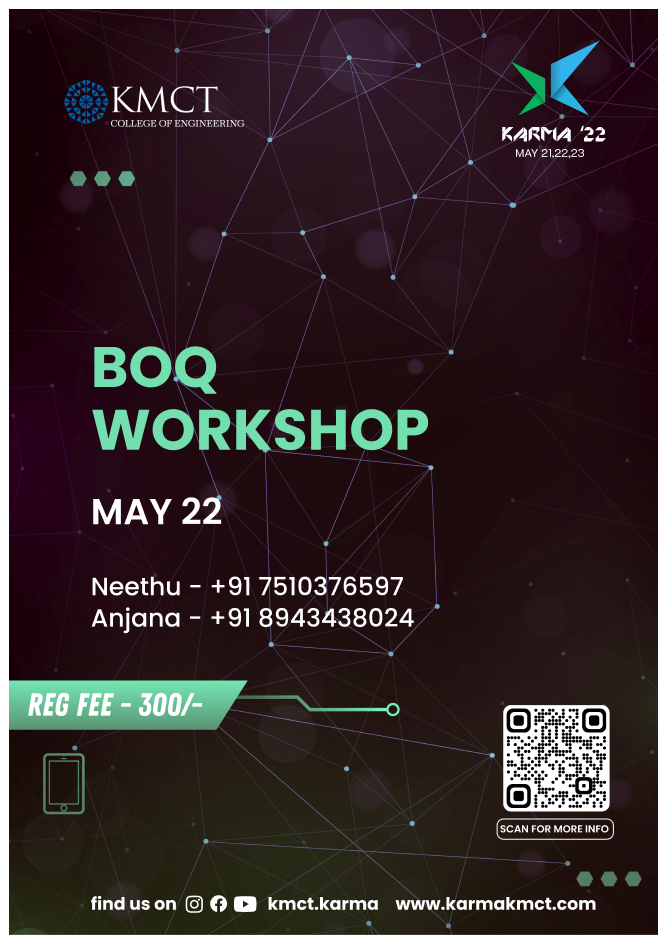 KMCT
COLLEGE OF ENGINEERING
KARMA '22
MAY 21,22,23
BOQ
WORKSHOP
MAY 22
Neethu - +91 7510376597
Anjana - +91 8943438024
REG FEE - 300/-
SCAN FOR MORE INFO
find us on kmct.karma www.karmakmct.com